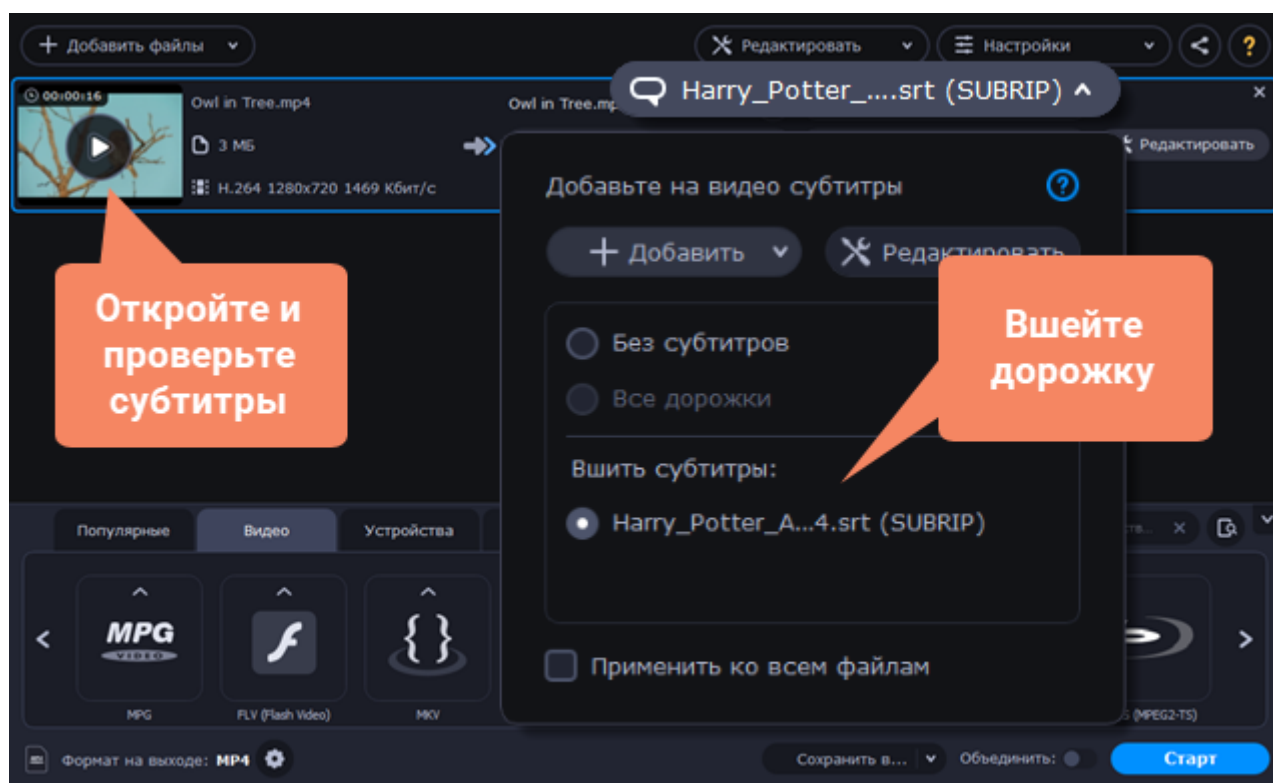 Добавить файлы
Редактировать
Настройки
?
00:00:16
Owl in Tree.mp4
Owl in Tree.mp
Harry_Potter_....srt (SUBRIP)
3 МБ
Редактировать
H.264 1280x720 1469 Кбит/с
Добавьте на видео субтитры
?
Добавить
Редактировать
Откройте и
проверьте
субтитры
Вшейте
дорожку
Без субтитров
Все дорожки
Вшить субтитры:
Harry_Potter_A...4.srt (SUBRIP)
Применить ко всем файлам
Популярные
Видео
Устройства
MPG
VIDEO
MPG
FLV (Flash Video)
MKV
(MPEG2-TS)
Формат на выходе: MP4
Сохранить в...
Объединить:
Старт